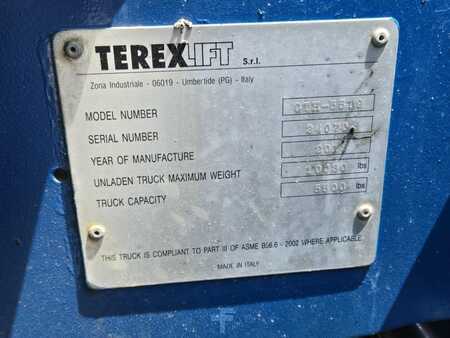 TEREXLIFT S.r.l.
Zona Industriale - 06019 - Umbertide (PG) - Italy
MODEL NUMBER
SERIAL NUMBER
YEAR OF MANUFACTURE
UNLADEN TRUCK MAXIMUM WEIGHT lbs
TRUCK CAPACITY 5500 lbs
THIS TRUCK IS COMPLIANT TO PART III OF ASME B56.6 - 2002 WHERE APPLICABLE
MADE IN ITALY